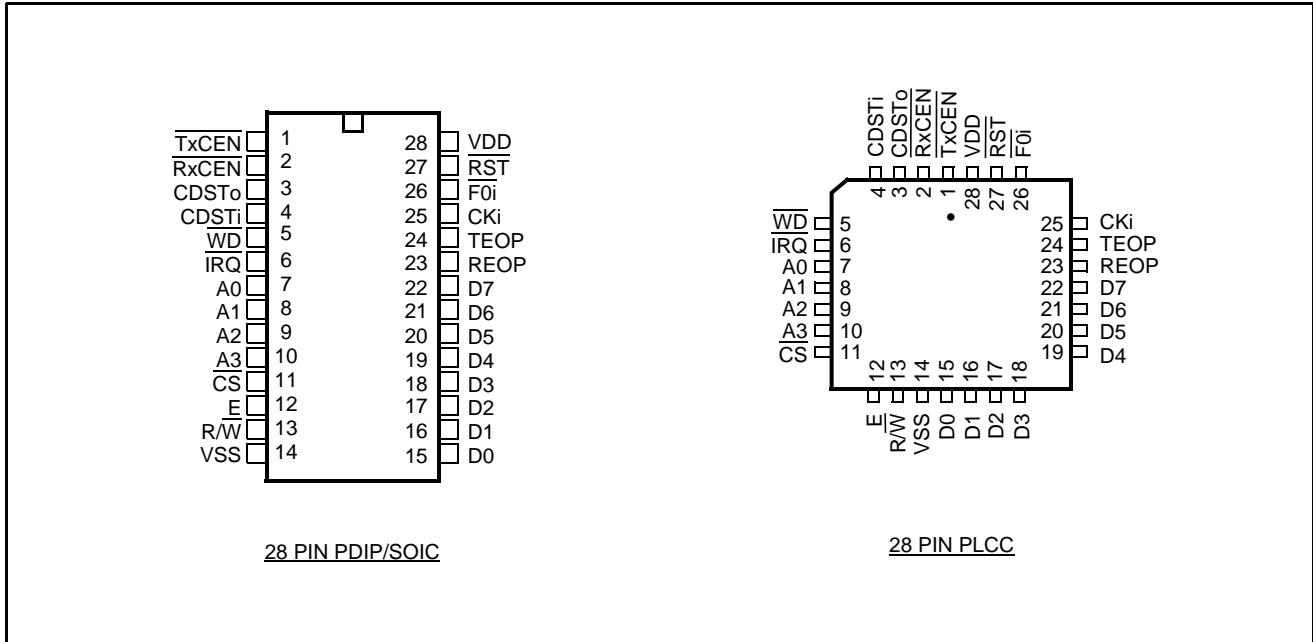 TxCEN 1 28 VDD
RxCEN 2 27 RST
CDSTo 3 26 F0i
CDSTi 4 25 CKi
WD 5 24 TEOP
IRQ 6 23 REOP
A0 7 22 D7
A1 8 21 D6
A2 9 20 D5
A3 10 19 D4
CS 11 18 D3
E 12 17 D2
R/W 13 16 D1
VSS 14 15 D0
28 PIN PDIP/SOIC
CDSTi CDSTo RxCEN TxCEN VDD RST F0i
4 3 2 1 28 27 26
WD 5 25 CKi
IRQ 6 24 TEOP
A0 7 23 REOP
A1 8 22 D7
A2 9 21 D6
A3 10 20 D5
CS 11 19 D4
12 13 14 15 16 17 18
E R/W VSS D0 D1 D2 D3
28 PIN PLCC